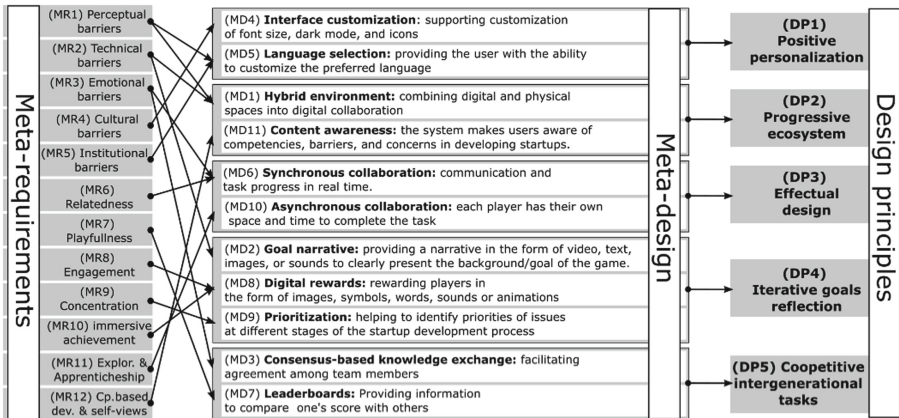 Meta-requirements
(MR1) Perceptual
barriers
(MR2) Technical
barriers
(MR3) Emotional
barriers
(MR4) Cultural
barriers
(MR5) Institutional
barriers
(MR6)
Relatedness
(MR7)
Playfullness
(MR8)
Engagement
(MR9)
Concentration
(MR10) immersive
achievement
(MR11) Explor. &
Apprenticheship
(MR12) Cp.based
dev. & self-views
(MD4) Interface customization: supporting customization
of font size, dark mode, and icons
(MD5) Language selection: providing the user with the ability
to customize the preferred language
(MD1) Hybrid environment: combining digital and physical
spaces into digital collaboration
(MD11) Content awareness: the system makes users aware of
competencies, barriers, and concerns in developing startups.
(MD6) Synchronous collaboration: communication and
task progress in real time.
(MD10) Asynchronous collaboration: each player has their own
space and time to complete the task
(MD2) Goal narrative: providing a narrative in the form of video, text,
images, or sounds to clearly present the background/goal of the game.
(MD8) Digital rewards: rewarding players in
the form of images, symbols, words, sounds or animations
(MD9) Prioritization: helping to identify priorities of issues
at different stages of the startup development process
(MD3) Consensus-based knowledge exchange: facilitating
agreement among team members
(MD7) Leaderboards: Providing information
to compare one's score with others
Meta-design
(DP1)
Positive
personalization
(DP2)
Progressive
ecosystem
(DP3)
Effectual
design
(DP4)
Iterative goals
reflection
(DP5) Coopetitive
intergenerational
tasks
Design principles